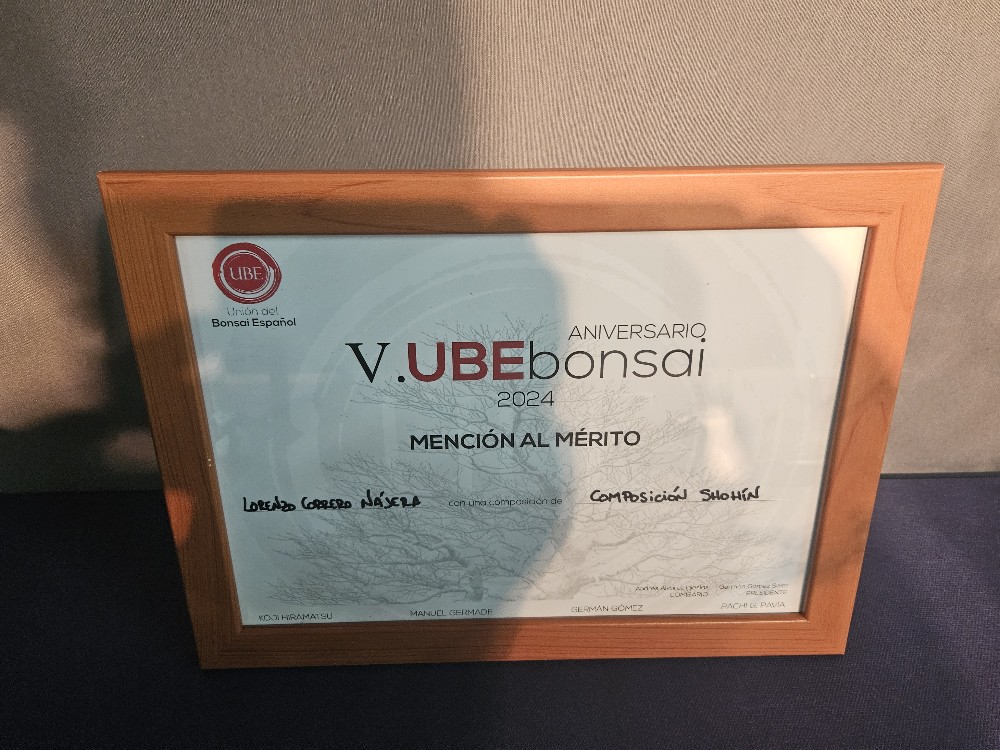 UBE
Unión del
Bonsai Español
ANIVERSARIO
V.UBEbonsai
2024
MENCIÓN AL MÉRITO
LORENZO CORRERO NÁJERA con una composición de COMPOSICIÓN SHOHÍN
PRESIDENTE
KOJI HIRAMATSU MANUEL GERMADE GERMÁN GÓMEZ PACHI G. PAVÍA